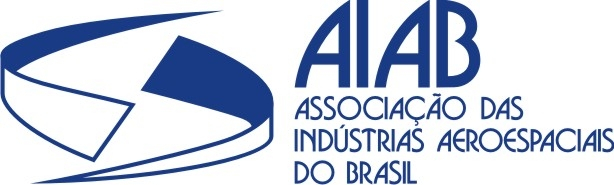 AIAB
ASSOCIAÇÃO DAS
INDÚSTRIAS AEROESPACIAIS
DO BRASIL